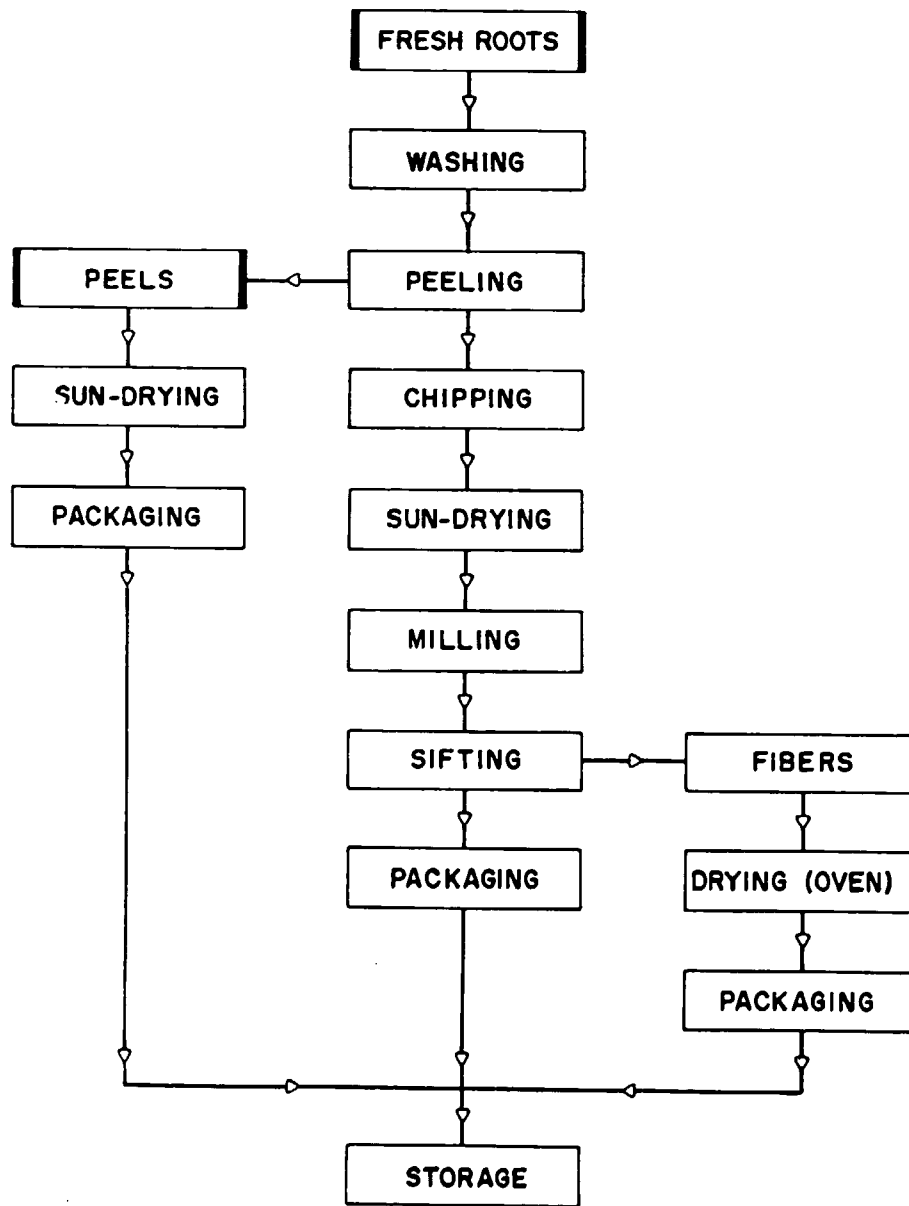 FRESH ROOTS
WASHING
PEELS
PEELING
SUN-DRYING
CHIPPING
PACKAGING
SUN-DRYING
MILLING
SIFTING
FIBERS
PACKAGING
DRYING (OVEN)
PACKAGING
STORAGE